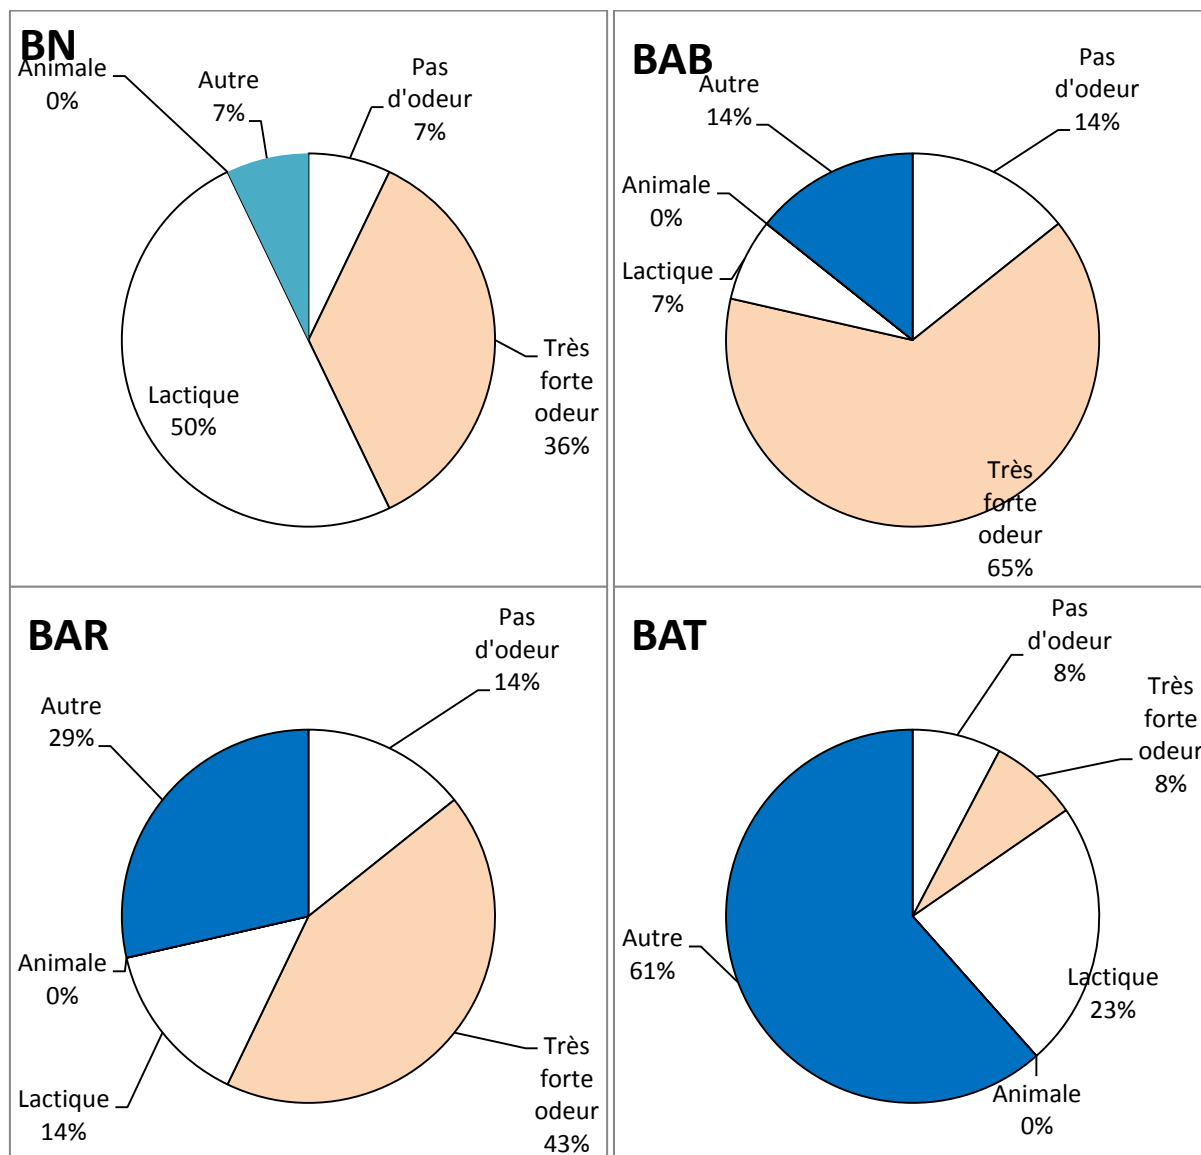 BN
Animale
0%
Autre
7%
Pas
d'odeur
7%
Très
forte
odeur
36%
Lactique
50%
BAB
Autre
14%
Pas
d'odeur
14%
Animale
0%
Lactique
7%
Très
forte
odeur
65%
BAR
Pas
d'odeur
14%
Autre
29%
Animale
0%
Lactique
14%
Très
forte
odeur
43%
BAT
Pas
d'odeur
8%
Très
forte
odeur
8%
Autre
61%
Lactique
23%
Animale
0%